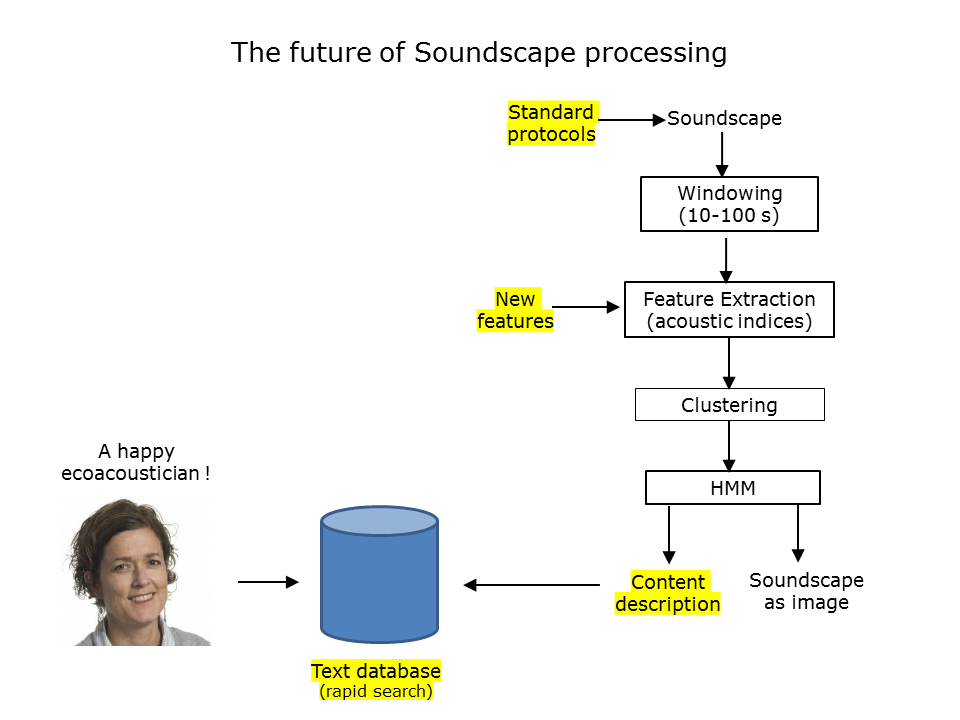 The future of Soundscape processing
Standard
protocols
Soundscape
Windowing
(10-100 s)
New
features
Feature Extraction
(acoustic indices)
Clustering
A happy
ecoacoustician !
HMM
Content
description
Soundscape
as image
Text database
(rapid search)